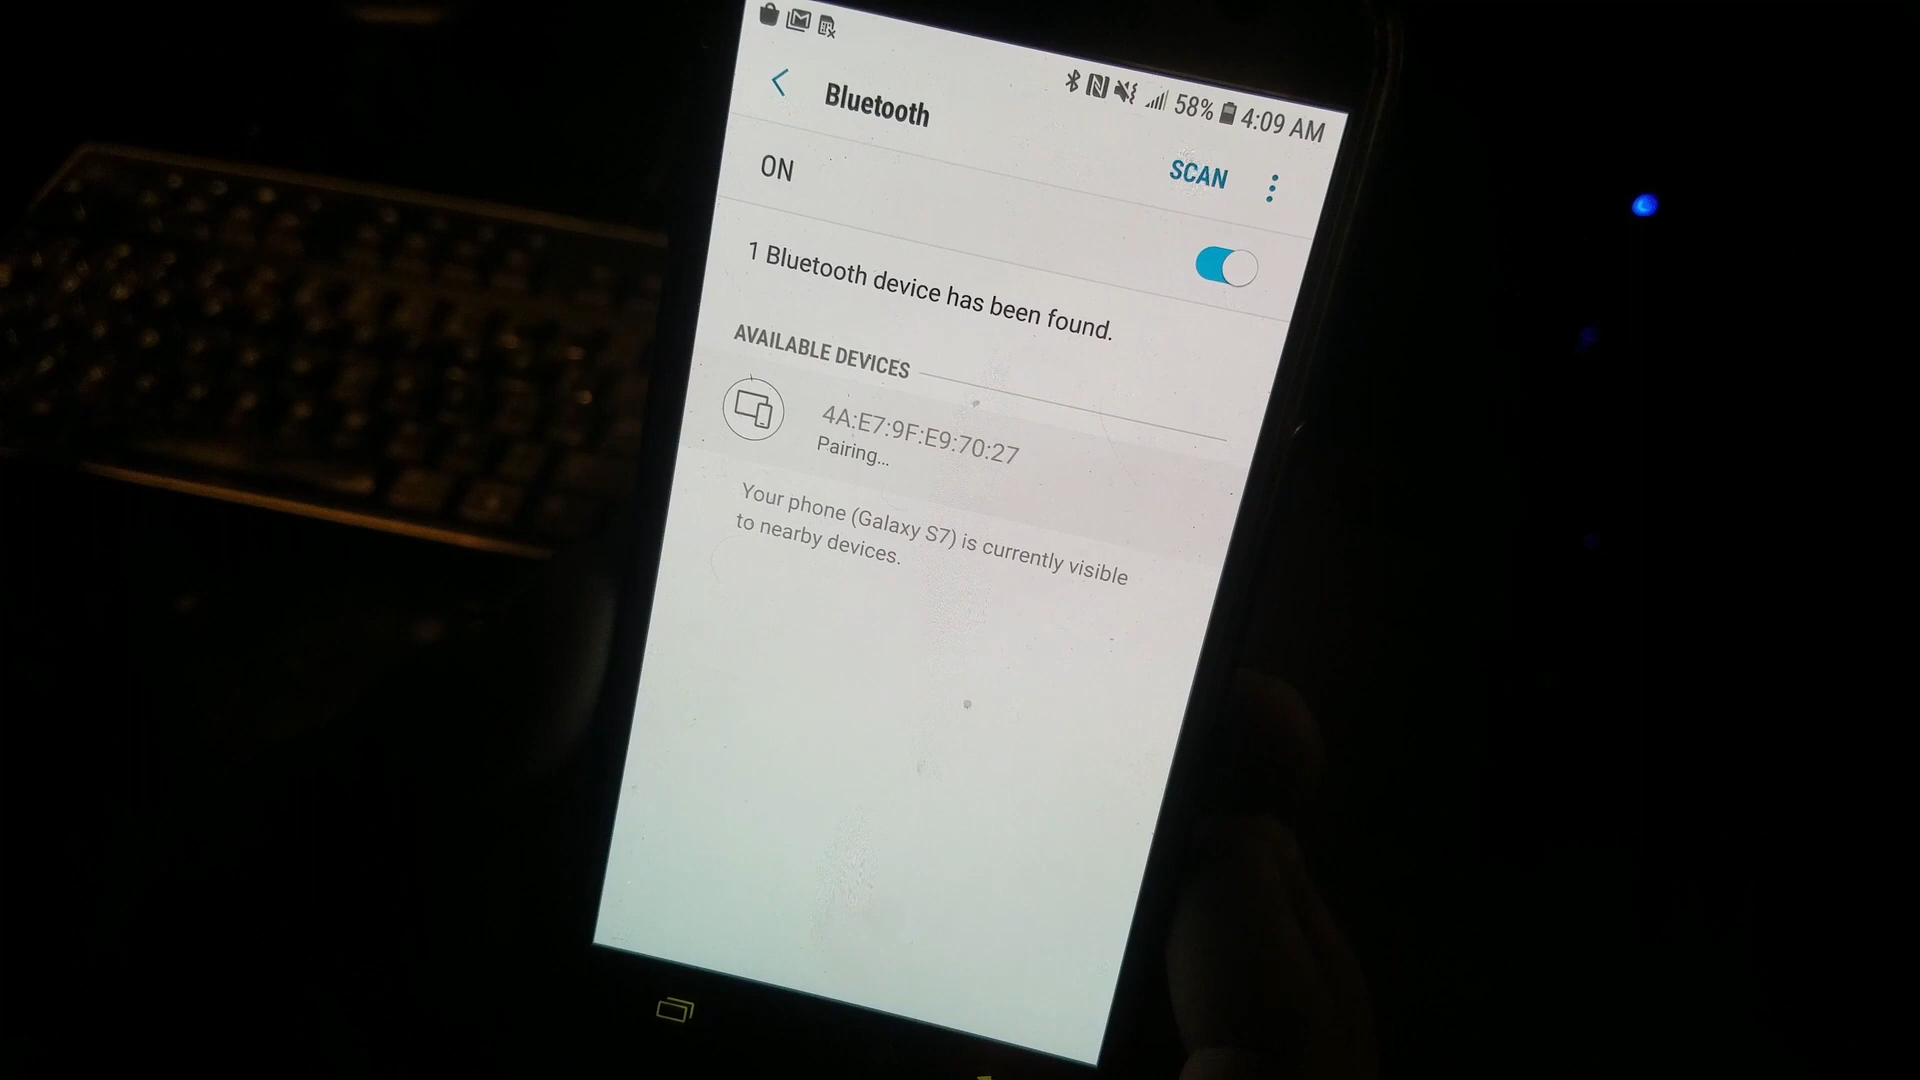 58% 4:09 AM
Bluetooth
SCAN
ON
1 Bluetooth device has been found.
AVAILABLE DEVICES
4A:E7:9F:E9:70:27
Pairing...
Your phone (Galaxy S7) is currently visible
to nearby devices.